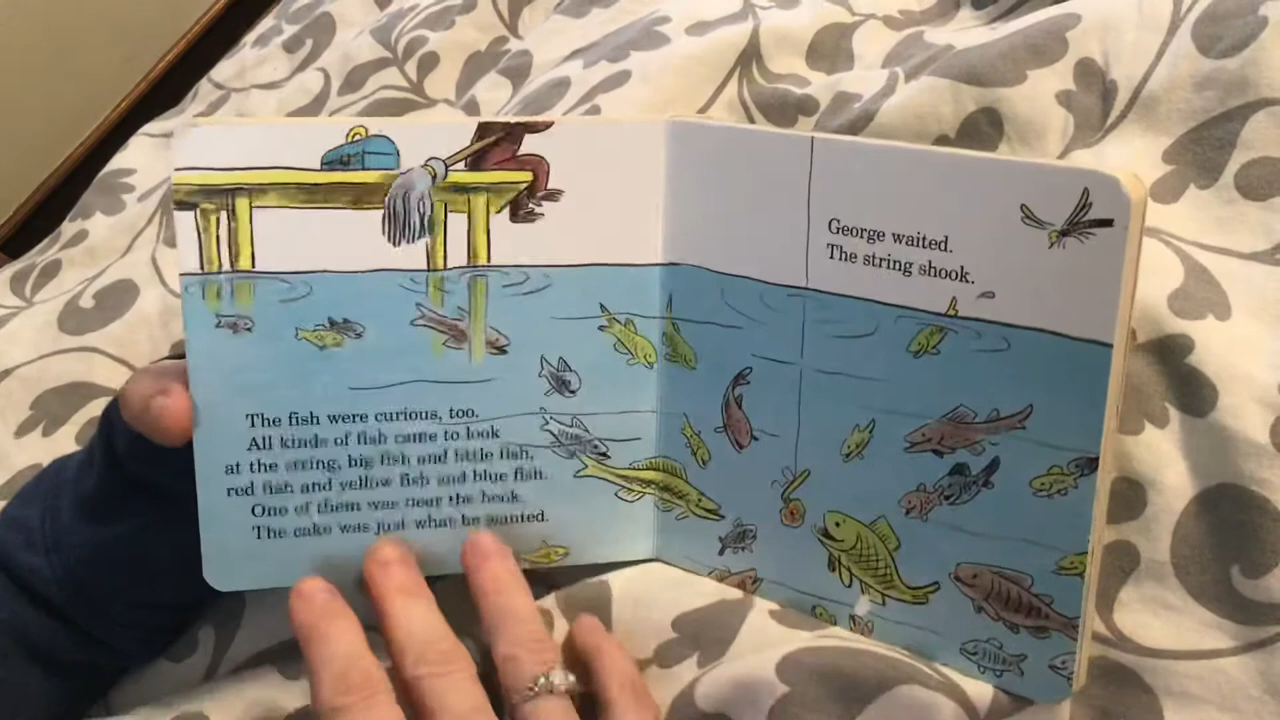 The fish were curious, too.
All kinds of fish came to look
at the string, big fish and little fish,
red fish and yellow fish and blue fish.
One of them was near the hook.
The cake was just what he wanted.
George waited.
The string shook.